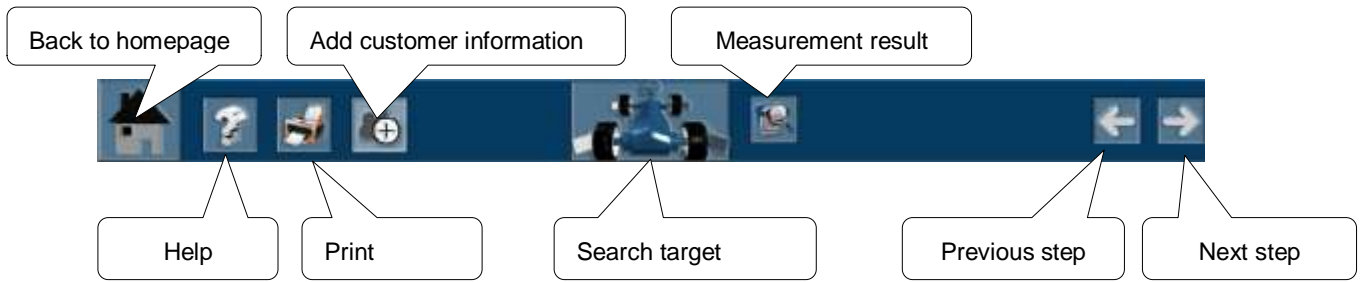 Back to homepage
Add customer information
Measurement result
Help
Print
Search target
Previous step
Next step